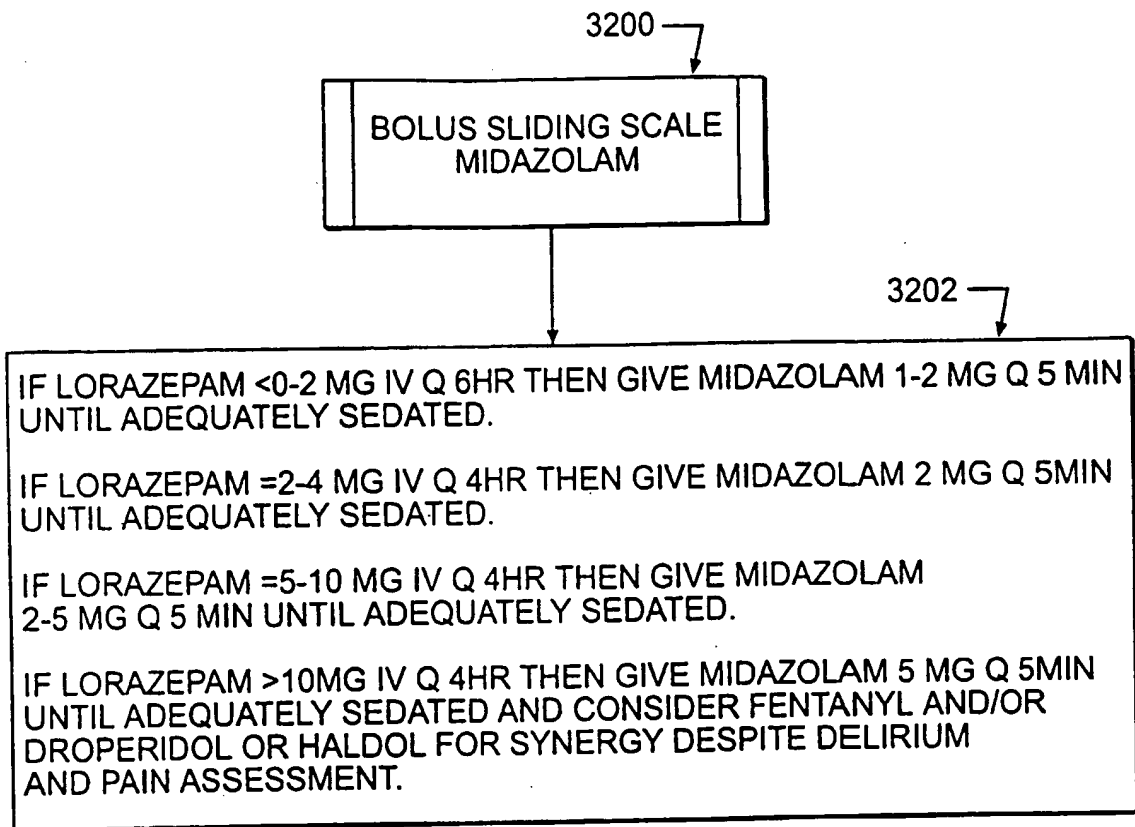 3200
BOLUS SLIDING SCALE
MIDAZOLAM
3202
IF LORAZEPAM <0-2 MG IV Q 6HR THEN GIVE MIDAZOLAM 1-2 MG Q 5 MIN
UNTIL ADEQUATELY SEDATED.
IF LORAZEPAM =2-4 MG IV Q 4HR THEN GIVE MIDAZOLAM 2 MG Q 5MIN
UNTIL ADEQUATELY SEDATED.
IF LORAZEPAM =5-10 MG IV Q 4HR THEN GIVE MIDAZOLAM
2-5 MG Q 5 MIN UNTIL ADEQUATELY SEDATED.
IF LORAZEPAM >10MG IV Q 4HR THEN GIVE MIDAZOLAM 5 MG Q 5MIN
UNTIL ADEQUATELY SEDATED AND CONSIDER FENTANYL AND/OR
DROPERIDOL OR HALDOL FOR SYNERGY DESPITE DELIRIUM
AND PAIN ASSESSMENT.